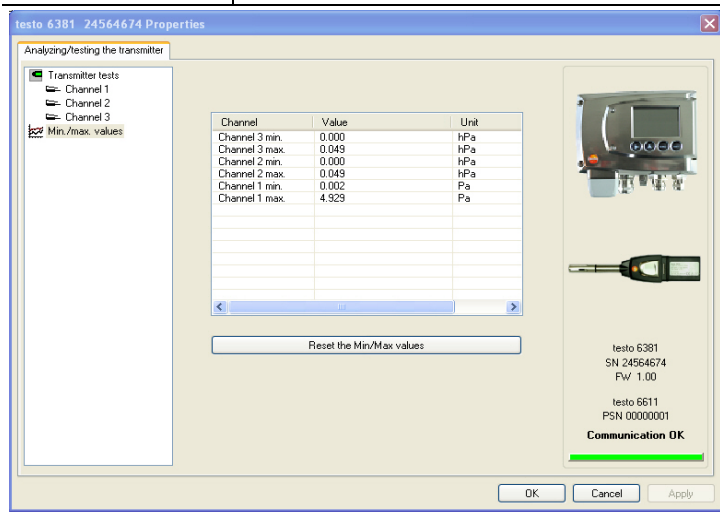 testo 6381 24564674 Properties
Analyzing/testing the transmitter
Transmitter tests
Channel 1
Channel 2
Channel 3
Min./max. values
Channel Value Unit
Channel 3 min. 0.000 hPa
Channel 3 max. 0.049 hPa
Channel 2 min. 0.000 hPa
Channel 2 max. 0.049 hPa
Channel 1 min. 0.002 Pa
Channel 1 max. 4.929 Pa
Reset the Min/Max values
testo 6381
SN 24564674
FW 1.00
testo 6611
PSN 00000001
Communication OK
OK Cancel Apply